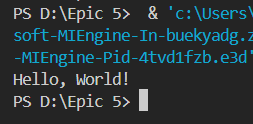 PS D:\Epic 5>  & 'c:\Users\
soft-MIEngine-In-buekyadg.z
-MIEngine-Pid-4tvd1fzb.e3d'
Hello, World!
PS D:\Epic 5>